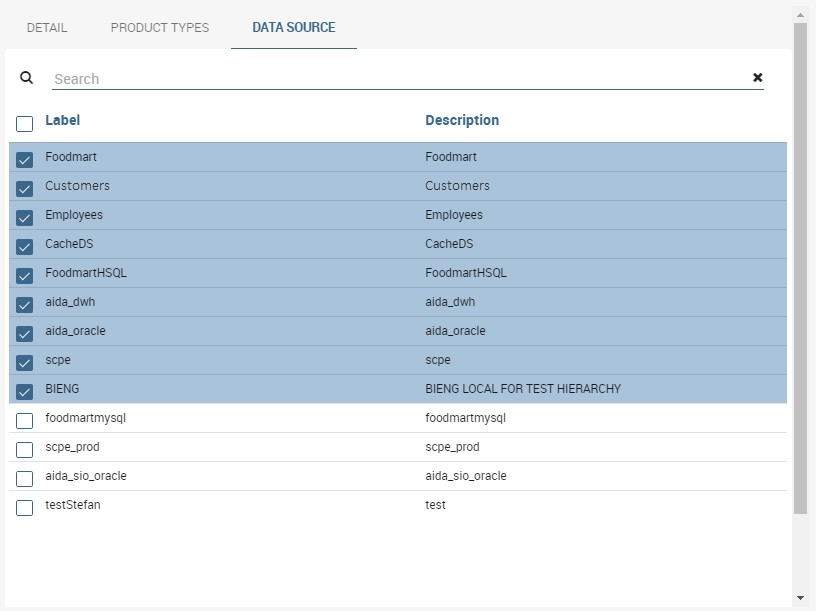 DETAIL PRODUCT TYPES DATA SOURCE
Search
Label Description
Foodmart Foodmart
Customers Customers
Employees Employees
CacheDS CacheDS
FoodmartHSQL FoodmartHSQL
aida_dwh aida_dwh
aida_oracle aida_oracle
scpe scpe
BIENG BIENG LOCAL FOR TEST HIERARCHY
foodmartmysql foodmartmysql
scpe_prod scpe_prod
aida_sio_oracle aida_sio_oracle
testStefan test